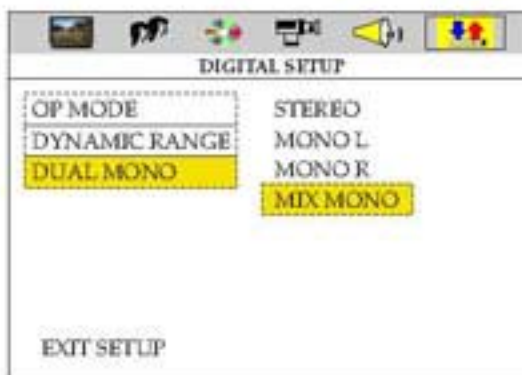 DIGITAL SETUP
OP MODE
DYNAMIC RANGE
DUAL MONO
STEREO
MONO L
MONO R
MIX MONO
EXIT SETUP